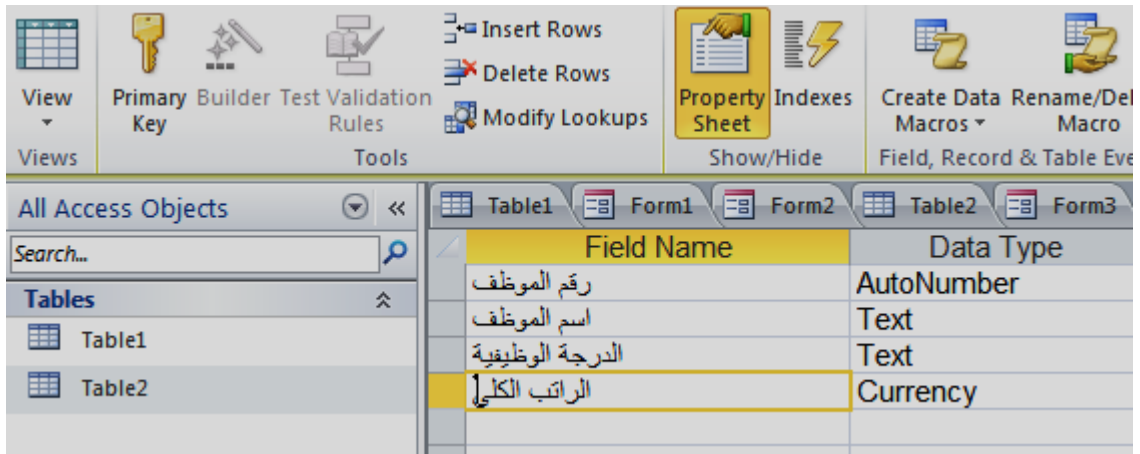 Insert Rows
Delete Rows
Modify Lookups
View
Primary Key
Builder
Test Validation Rules
Property Sheet
Indexes
Create Data Macros
Rename/Del
Macro
Views
Tools
Show/Hide
Field, Record & Table Eve
All Access Objects
Table1
Form1
Form2
Table2
Form3
Search...
Field Name
Data Type
Tables
رقم الموظف
AutoNumber
Table1
اسم الموظف
Text
الدرجة الوظيفية
Text
Table2
الراتب الكلي
Currency